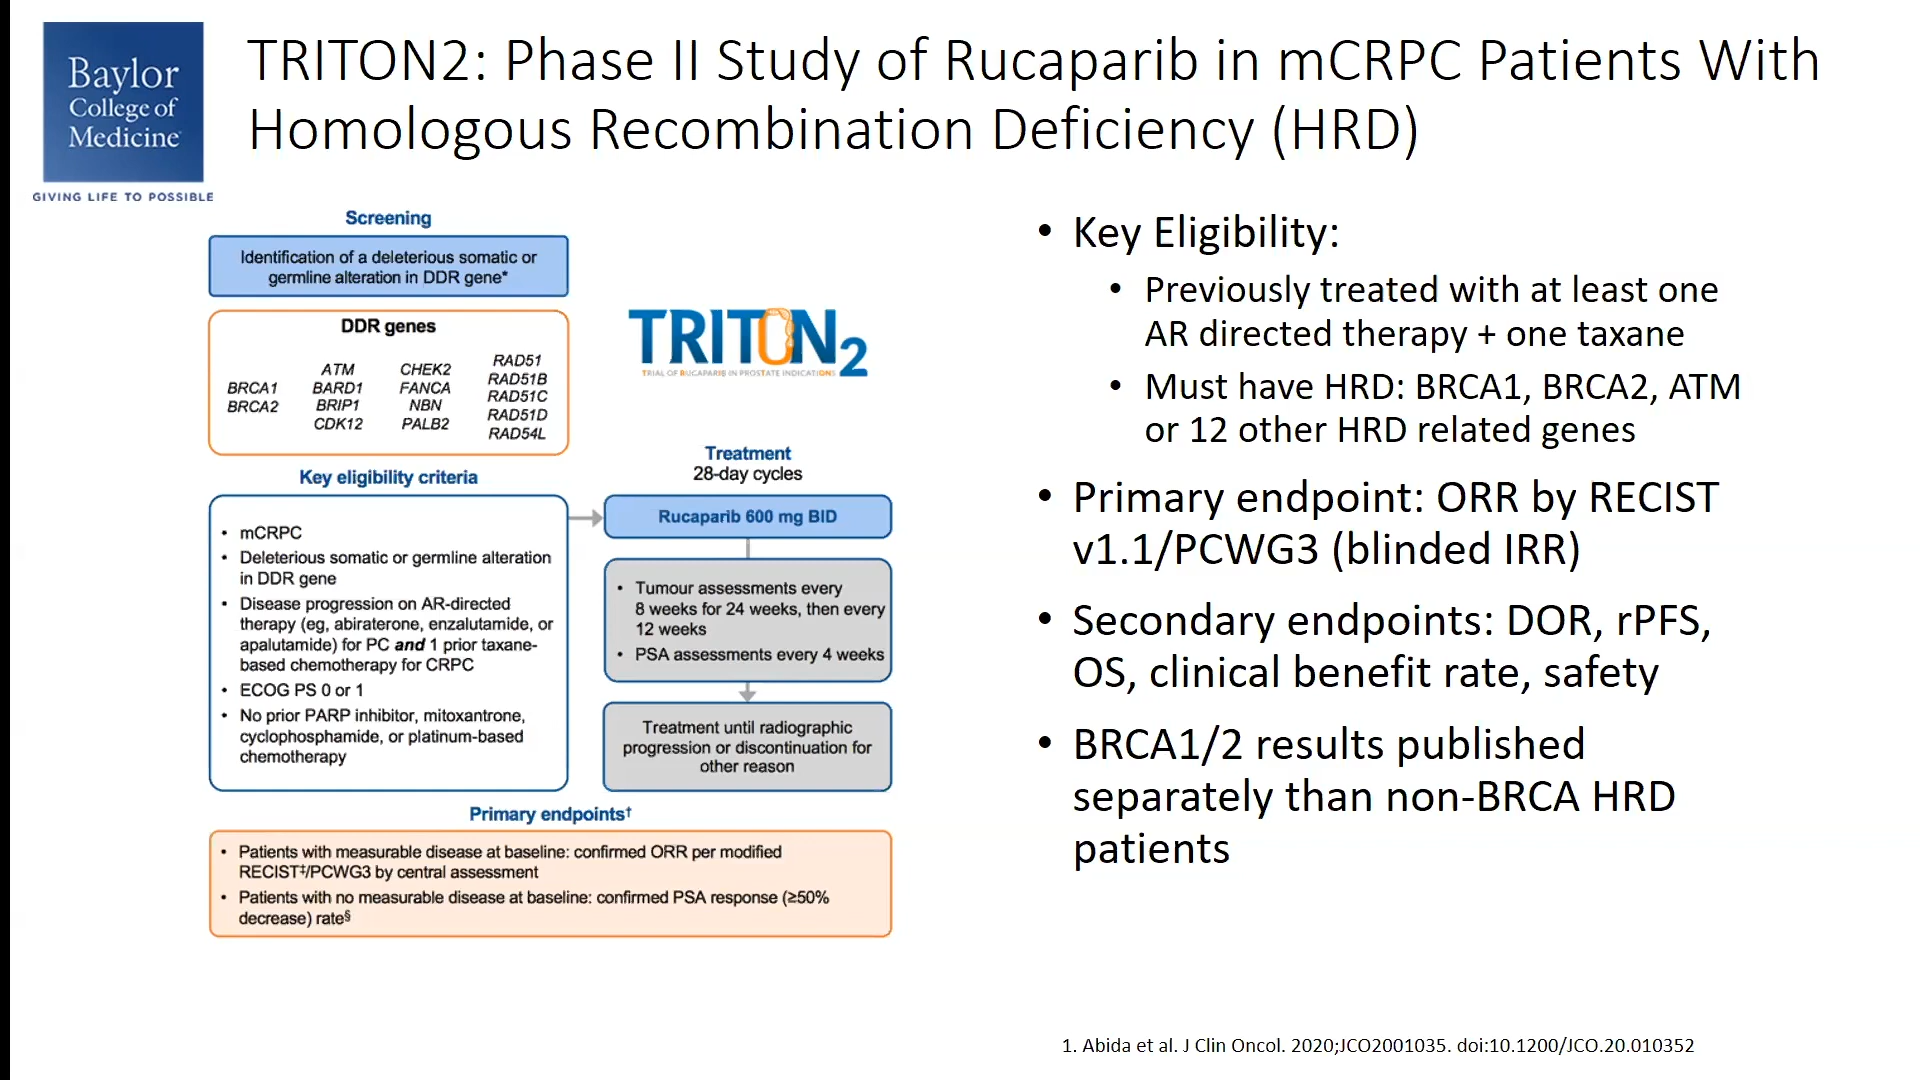 Baylor
College of
Medicine
GIVING LIFE TO POSSIBLE
TRITON2: Phase II Study of Rucaparib in mCRPC Patients With
Homologous Recombination Deficiency (HRD)
Screening
Identification of a deleterious somatic or
germline alteration in DDR gene*
DDR genes
BRCA1
BRCA2
ATM
BARD1
BRIP1
CDK12
CHEK2
FANCA
NBN
PALB2
RAD51
RAD51B
RAD51C
RAD51D
RAD54L
Key eligibility criteria
• mCRPC
• Deleterious somatic or germline alteration
in DDR gene
• Disease progression on AR-directed
therapy (eg, abiraterone, enzalutamide, or
apalutamide) for PC and 1 prior taxane-
based chemotherapy for CRPC
• ECOG PS 0 or 1
• No prior PARP inhibitor, mitoxantrone,
cyclophosphamide, or platinum-based
chemotherapy
TRITON2
TRIAL OF RUCAPARIB IN PROSTATE INDICATIONS
Treatment
28-day cycles
Rucaparib 600 mg BID
• Tumour assessments every
8 weeks for 24 weeks, then every
12 weeks
• PSA assessments every 4 weeks
Treatment until radiographic
progression or discontinuation for
other reason
Primary endpoints†
• Patients with measurable disease at baseline: confirmed ORR per modified
RECIST‡/PCWG3 by central assessment
• Patients with no measurable disease at baseline: confirmed PSA response (≥50%
decrease) rate§
• Key Eligibility:
• Previously treated with at least one
AR directed therapy + one taxane
• Must have HRD: BRCA1, BRCA2, ATM
or 12 other HRD related genes
• Primary endpoint: ORR by RECIST
v1.1/PCWG3 (blinded IRR)
• Secondary endpoints: DOR, rPFS,
OS, clinical benefit rate, safety
• BRCA1/2 results published
separately than non-BRCA HRD
patients
1. Abida et al. J Clin Oncol. 2020;JCO2001035. doi:10.1200/JCO.20.010352